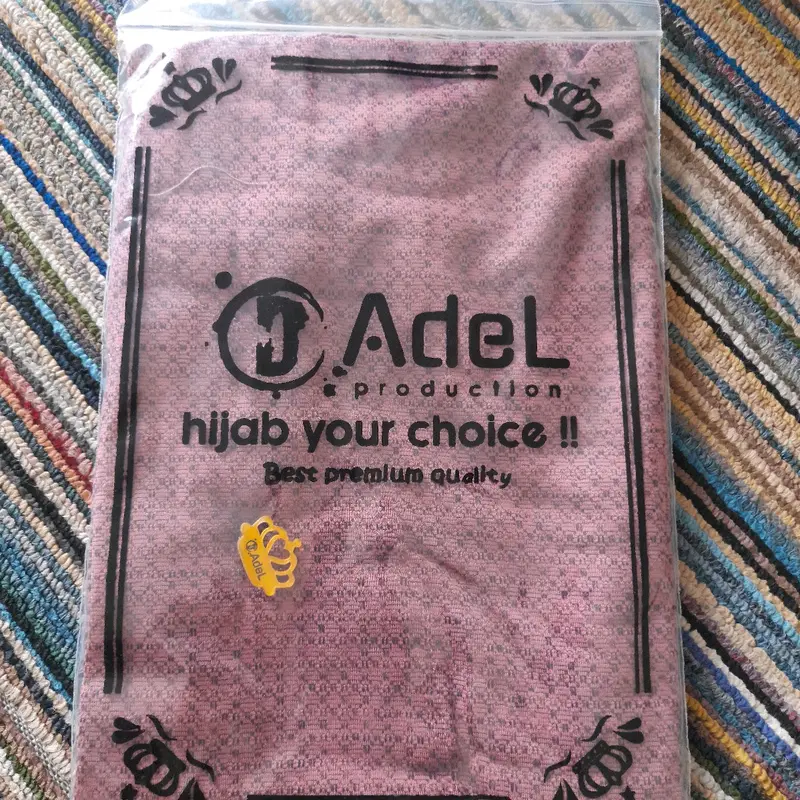 AdeL
production
hijab your choice !!
Best premium quality
AdeL